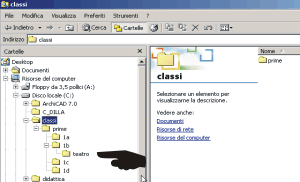 classi
File Modifica Visualizza Preferiti Strumenti ?
Indietro Cerca Cartelle
Indirizzo classi
Cartelle
Desktop
Documenti
Risorse del computer
Floppy da 3,5 pollici (A:)
Disco locale (C:)
ArchiCAD 7.0
C_DILLA
classi
prime
1a
1b
teatro
1c
1d
didattica
classi
Selezionare un elemento per
visualizzarne la descrizione.
Vedere anche:
Documenti
Risorse di rete
Risorse del computer
Nome
prime